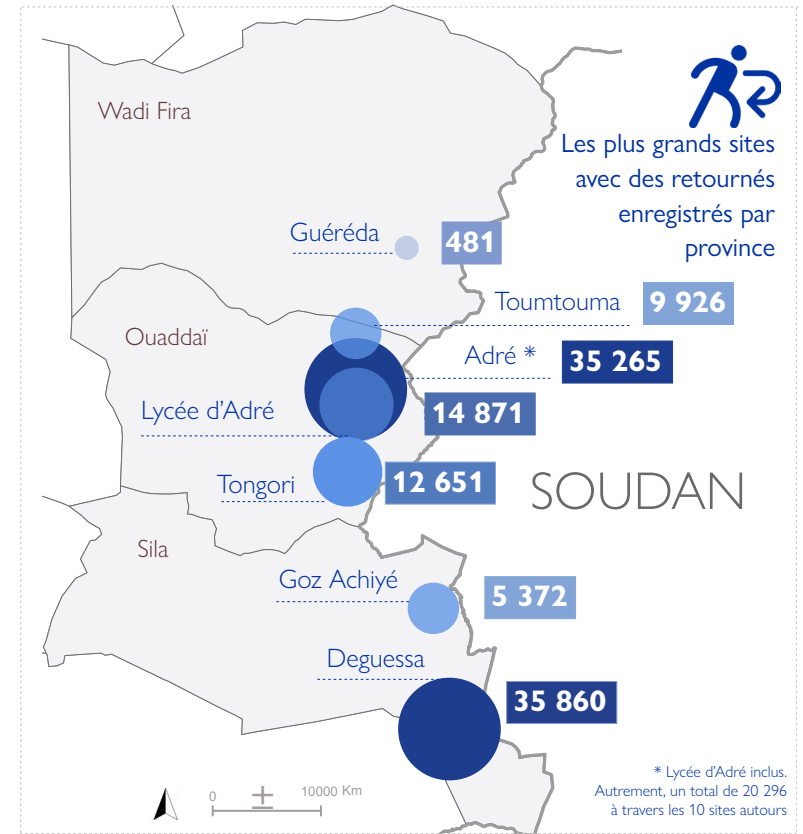 Wadi Fira
Les plus grands sites
avec des retournés
enregistrés par
province
Guéréda
481
Toumtouma
9 926
Ouaddaï
Adré *
35 265
Lycée d’Adré
14 871
Tongori
12 651
SOUDAN
Sila
Goz Achiyé
5 372
Deguessa
35 860
* Lycée d’Adré inclus.
Autrement, un total de 20 296
à travers les 10 sites autours
0
10000 Km